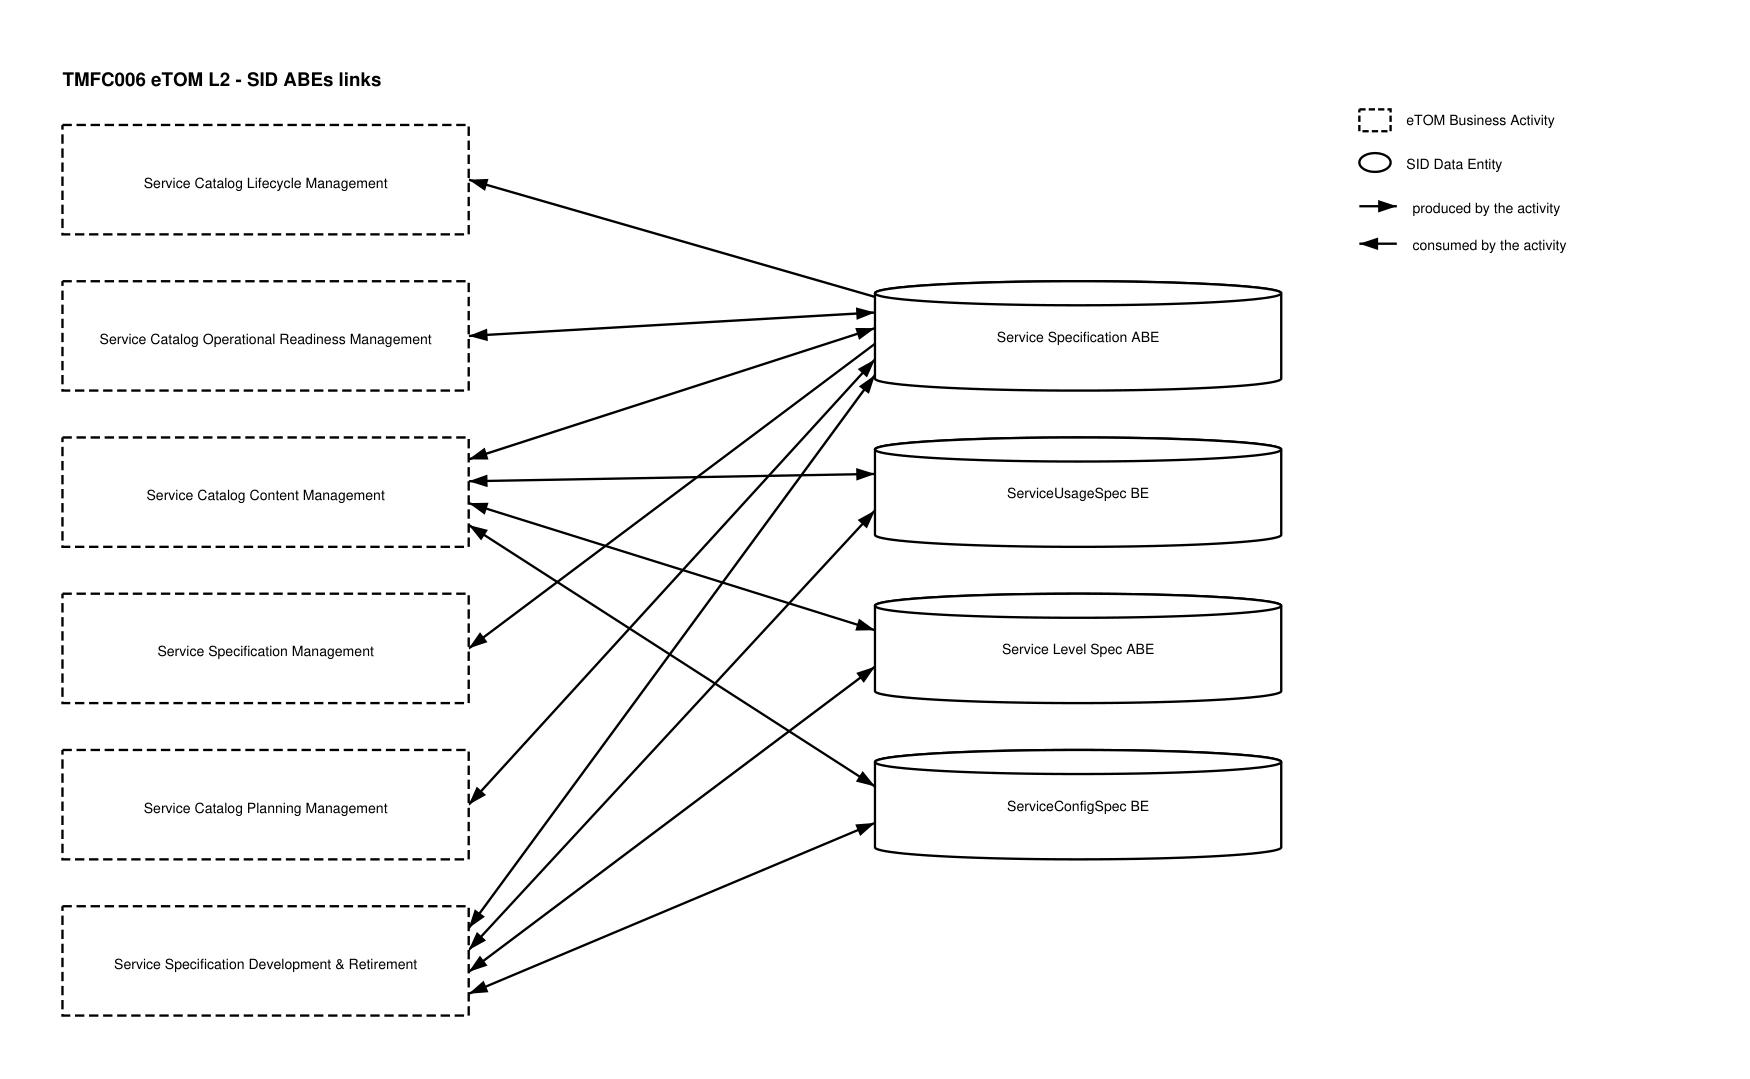 TMFC006 eTOM L2 - SID ABEs links
eTOM Business Activity
SID Data Entity
produced by the activity
consumed by the activity
Service Catalog Lifecycle Management
Service Catalog Operational Readiness Management
Service Specification ABE
Service Catalog Content Management
ServiceUsageSpec BE
Service Specification Management
Service Level Spec ABE
Service Catalog Planning Management
ServiceConfigSpec BE
Service Specification Development & Retirement